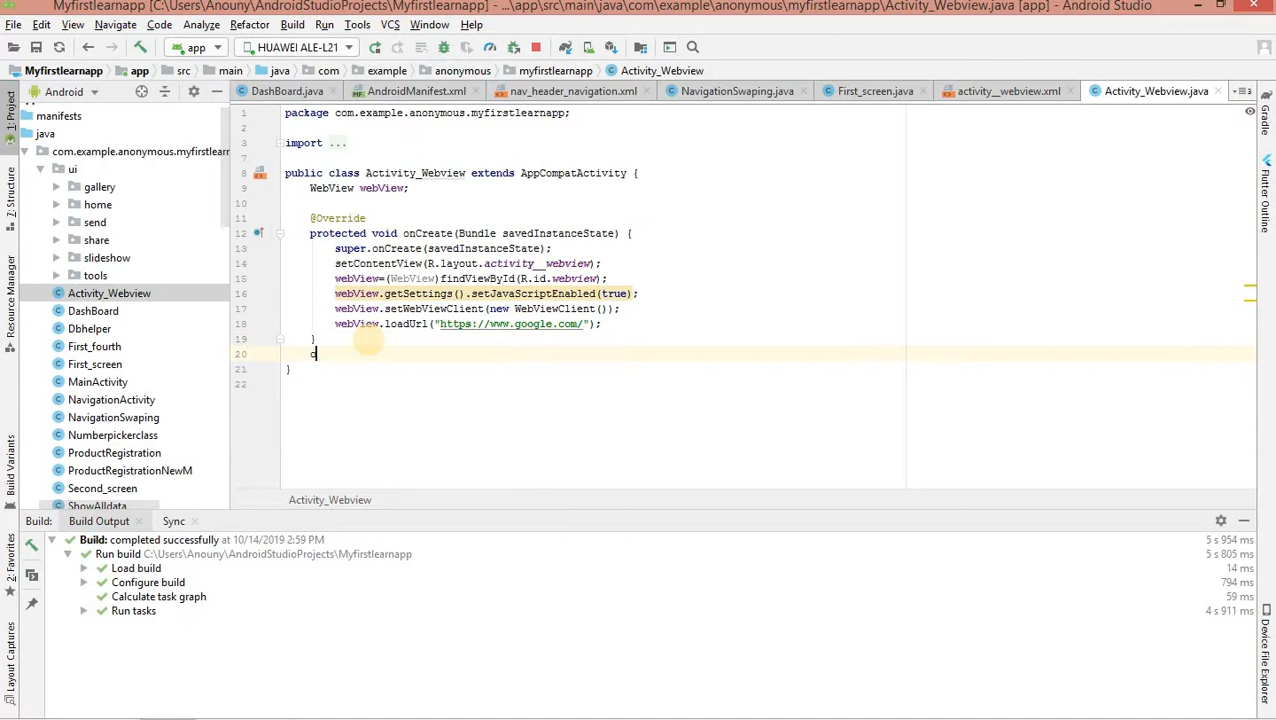 Myfirstlearnapp [C:\Users\Anouny\AndroidStudioProjects\Myfirstlearnapp] - ...\app\src\main\java\com\example\anonymous\myfirstlearnapp\Activity_Webview.java [app] - Android Studio
File Edit View Navigate Code Analyze Refactor Build Run Tools VCS Window Help
app HUAWEI ALE-L21
Myfirstlearnapp app src main java com example anonymous myfirstlearnapp Activity_Webview
Android DashBoard.java AndroidManifest.xml nav_header_navigation.xml NavigationSwaping.java First_screen.java activity__webview.xml Activity_Webview.java
1: Project
Z: Structure
Resource Manager
Build Variants
2: Favorites
Layout Captures
manifests
java
com.example.anonymous.myfirstlearn
ui
gallery
home
send
share
slideshow
tools
Activity_Webview
DashBoard
Dbhelper
First_fourth
First_screen
MainActivity
NavigationActivity
NavigationSwaping
Numberpickerclass
ProductRegistration
ProductRegistrationNewM
Second_screen
ShowAlldata
1 package com.example.anonymous.myfirstlearnapp;
2
3 import ...
7
8 public class Activity_Webview extends AppCompatActivity {
9 WebView webView;
10
11 @Override
12 protected void onCreate(Bundle savedInstanceState) {
13 super.onCreate(savedInstanceState);
14 setContentView(R.layout.activity__webview);
15 webView=(WebView)findViewById(R.id.webview);
16 webView.getSettings().setJavaScriptEnabled(true);
17 webView.setWebViewClient(new WebViewClient());
18 webView.loadUrl("https://www.google.com/");
19 }
20 o
21 }
22
Activity_Webview
Gradle
Flutter Outline
Flutter Inspector
Device File Explorer
Build: Build Output Sync
Build: completed successfully at 10/14/2019 2:59 PM 5 s 954 ms
Run build C:\Users\Anouny\AndroidStudioProjects\Myfirstlearnapp 5 s 805 ms
Load build 14 ms
Configure build 794 ms
Calculate task graph 59 ms
Run tasks 4 s 911 ms